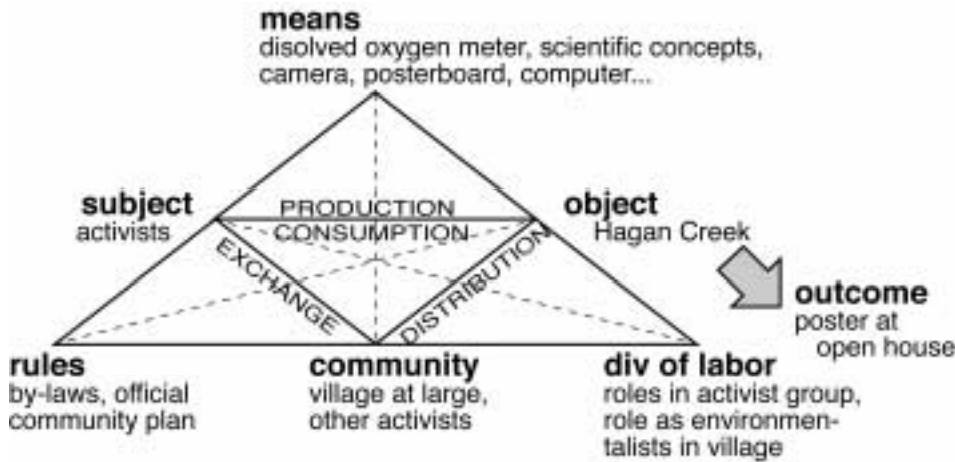 means
disolved oxygen meter, scientific concepts,
camera, posterboard, computer...
subject
activists
PRODUCTION
CONSUMPTION
EXCHANGE
DISTRIBUTION
object
Hagan Creek
outcome
poster at
open house
rules
by-laws, official
community plan
community
village at large,
other activists
div of labor
roles in activist group,
role as environmen-
talists in village